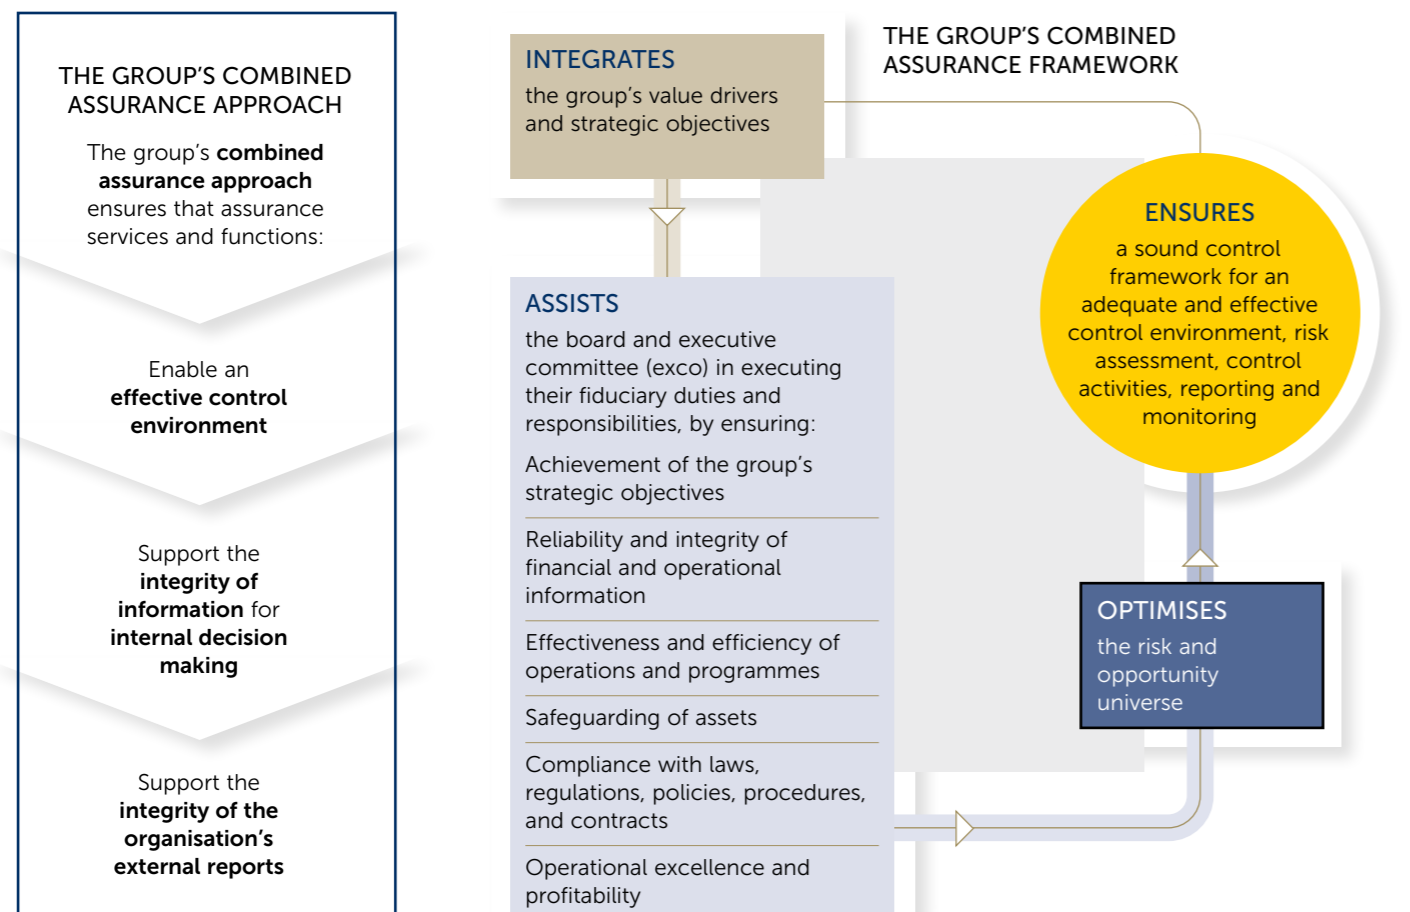 THE GROUP’S COMBINED
ASSURANCE APPROACH
The group’s combined
assurance approach
ensures that assurance
services and functions:
Enable an
effective control
environment
Support the
integrity of
information for
internal decision
making
Support the
integrity of the
organisation’s
external reports
THE GROUP’S COMBINED
ASSURANCE FRAMEWORK
INTEGRATES
the group’s value drivers
and strategic objectives
ASSISTS
the board and executive
committee (exco) in executing
their fiduciary duties and
responsibilities, by ensuring:
Achievement of the group’s
strategic objectives
Reliability and integrity of
financial and operational
information
Effectiveness and efficiency of
operations and programmes
Safeguarding of assets
Compliance with laws,
regulations, policies, procedures,
and contracts
Operational excellence and
profitability
OPTIMISES
the risk and
opportunity
universe
ENSURES
a sound control
framework for an
adequate and effective
control environment, risk
assessment, control
activities, reporting and
monitoring